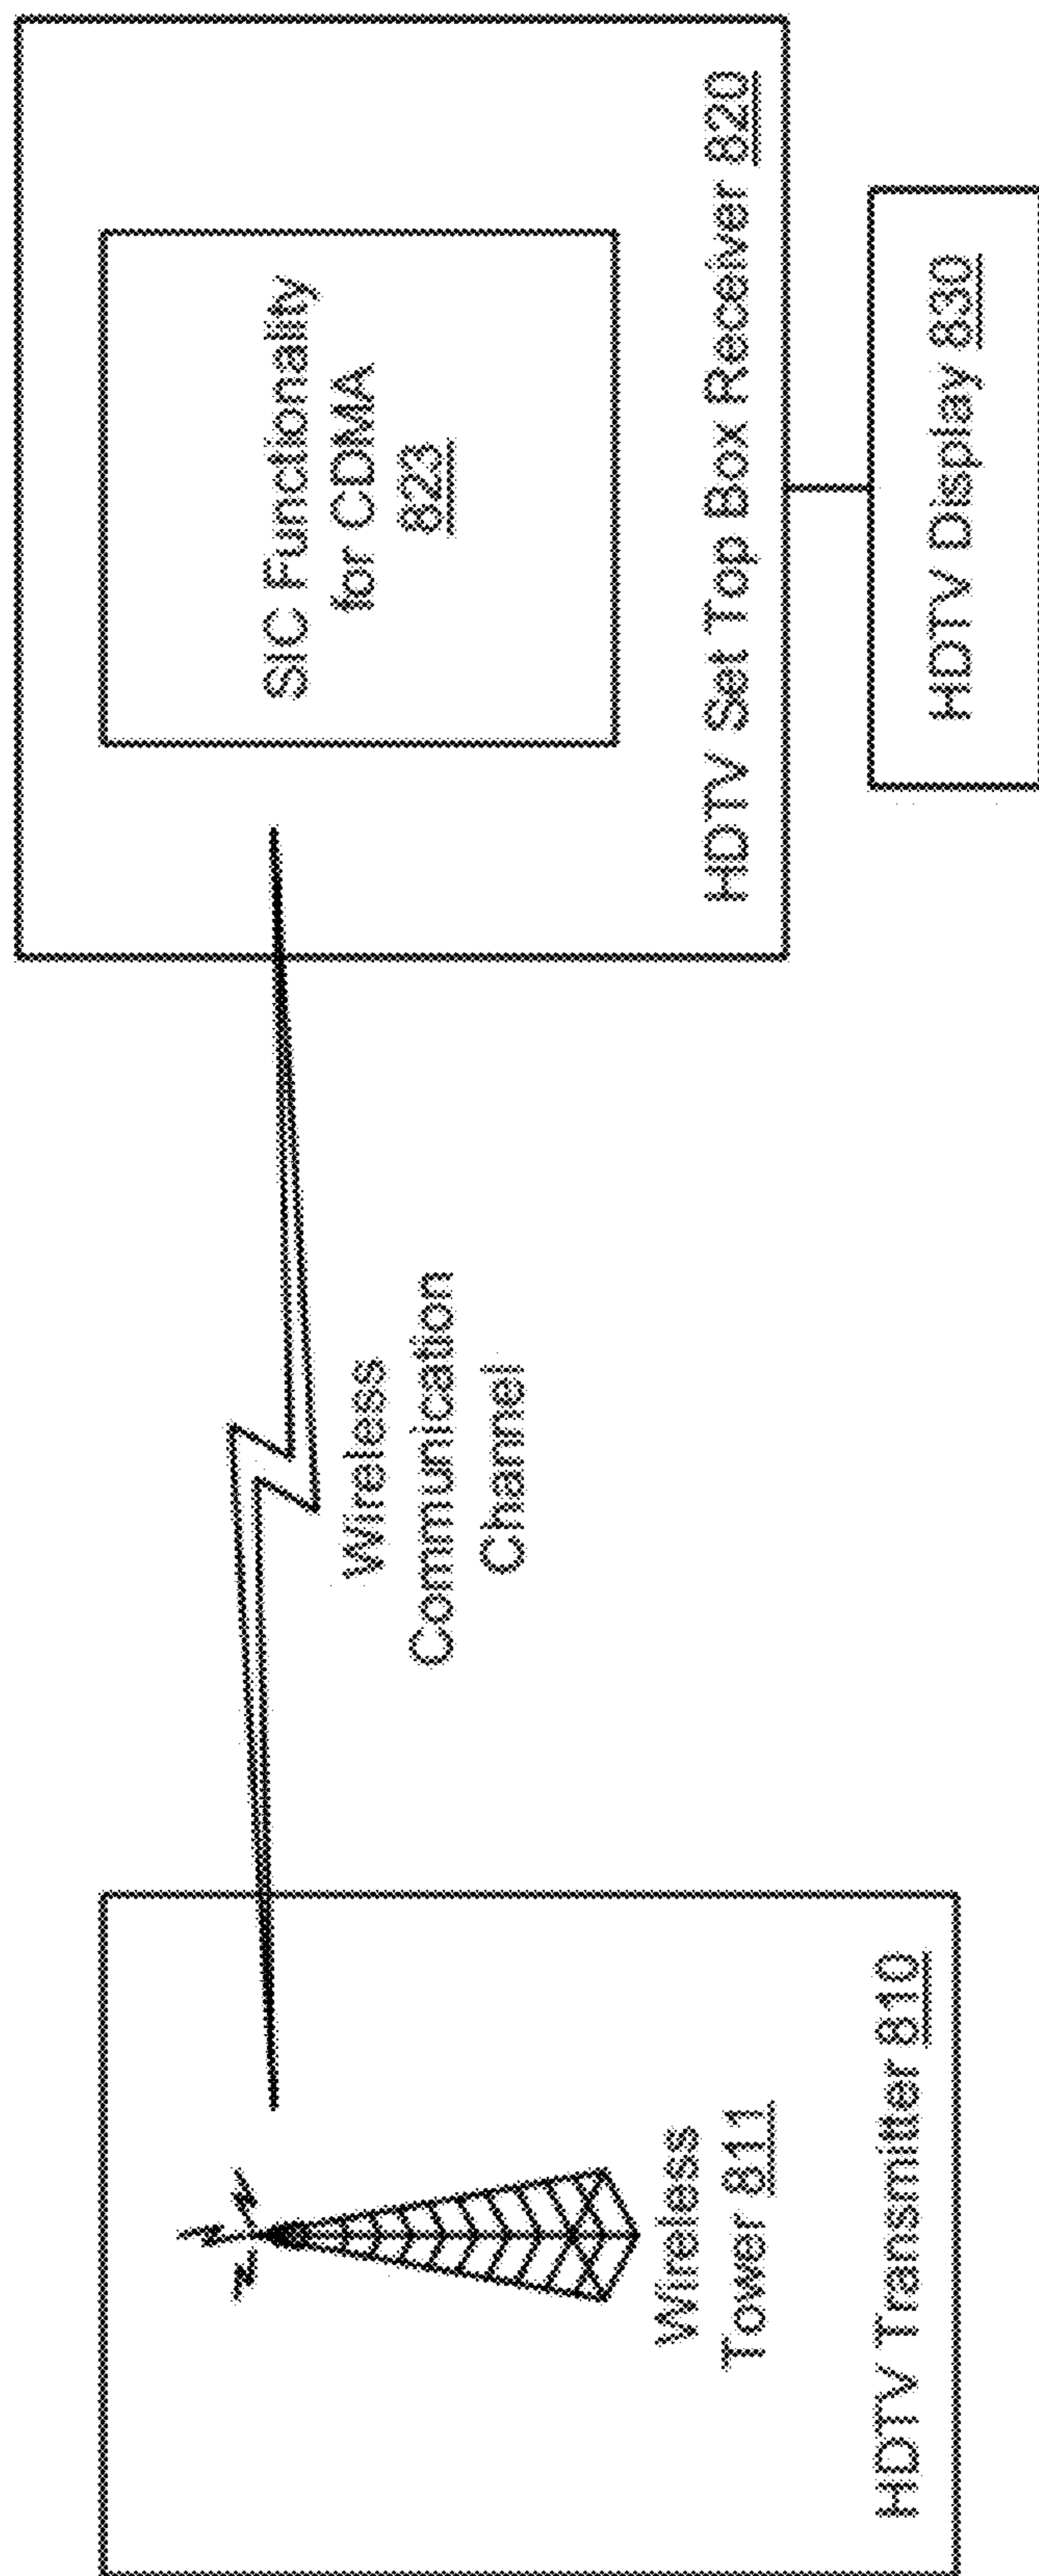 Wireless
Tower 811
HDTV Transmitter 810
Wireless
Communication
Channel
SIC Functionality
for CDMA
823
HDTV Set Top Box Receiver 820
HDTV Display 830